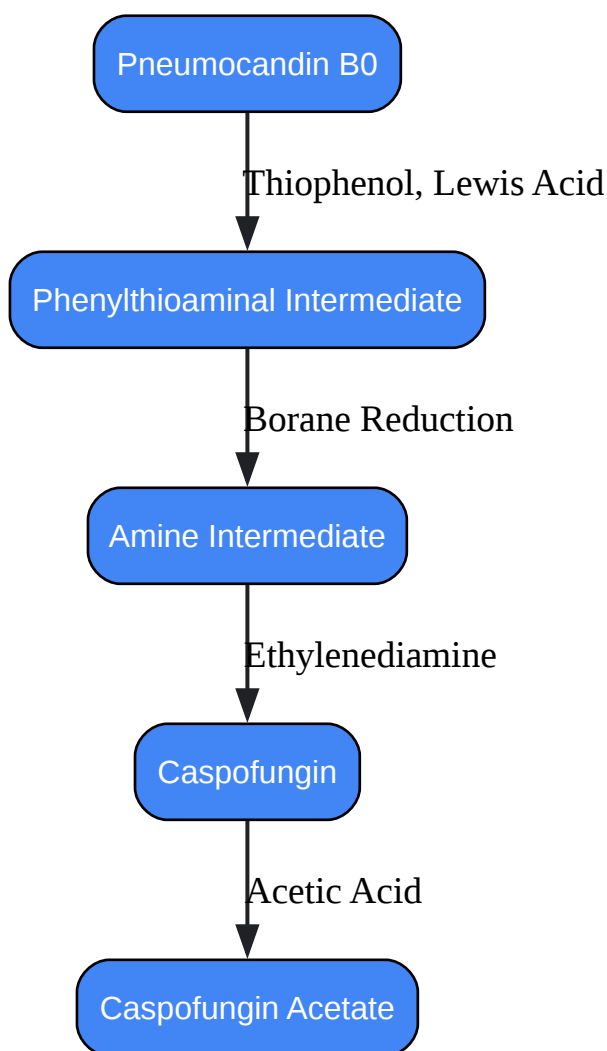 Pneumocandin B0
Thiophenol, Lewis Acid
Phenylthioaminal Intermediate
Borane Reduction
Amine Intermediate
Ethylenediamine
Caspofungin
Acetic Acid
Caspofungin Acetate